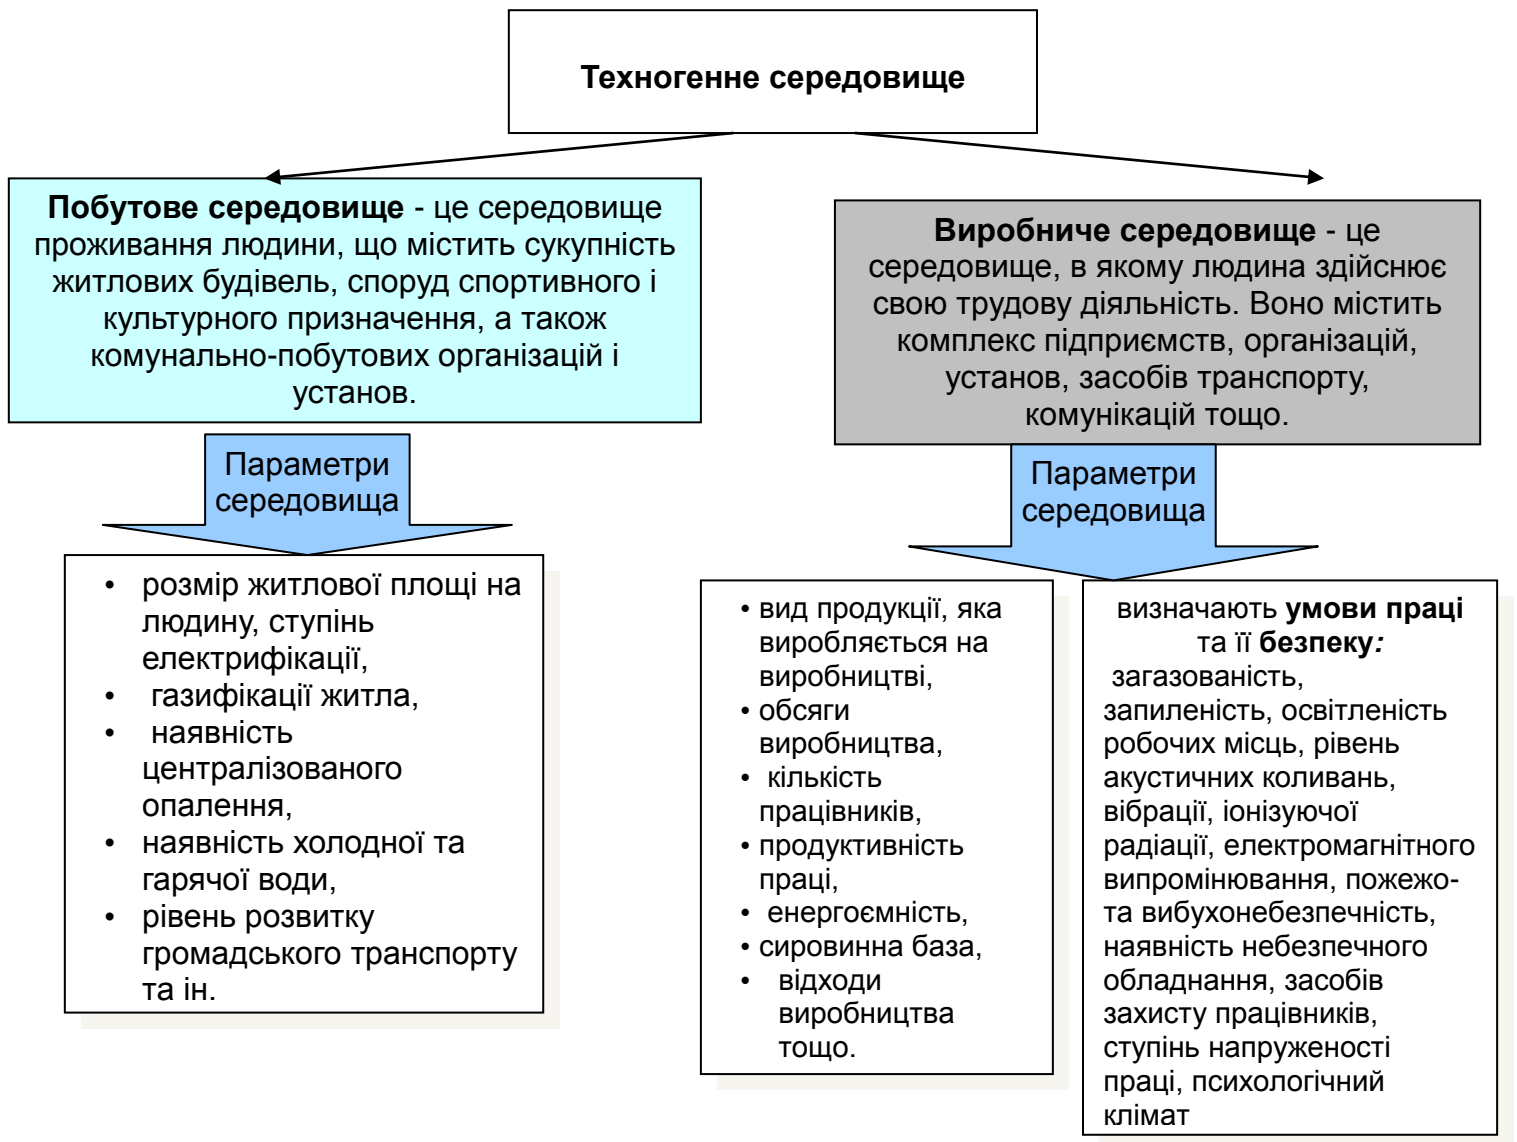 Техногенне середовище
Побутове середовище - це середовище
проживання людини, що містить сукупність
житлових будівель, споруд спортивного і
культурного призначення, а також
комунально-побутових організацій і
установ.
Виробниче середовище - це
середовище, в якому людина здійснює
свою трудову діяльність. Воно містить
комплекс підприємств, організацій,
установ, засобів транспорту,
комунікацій тощо.
Параметри
середовища
Параметри
середовища
• розмір житлової площі на
людину, ступінь
електрифікації,
• газифікації житла,
• наявність
централізованого
опалення,
• наявність холодної та
гарячої води,
• рівень розвитку
громадського транспорту
та ін.
• вид продукції, яка
виробляється на
виробництві,
• обсяги
виробництва,
• кількість
працівників,
• продуктивність
праці,
• енергоємність,
• сировинна база,
• відходи
виробництва
тощо.
визначають умови праці
та її безпеку:
загазованість,
запиленість, освітленість
робочих місць, рівень
акустичних коливань,
вібрації, іонізуючої
радіації, електромагнітного
випромінювання, пожежо-
та вибухонебезпечність,
наявність небезпечного
обладнання, засобів
захисту працівників,
ступінь напруженості
праці, психологічний
клімат